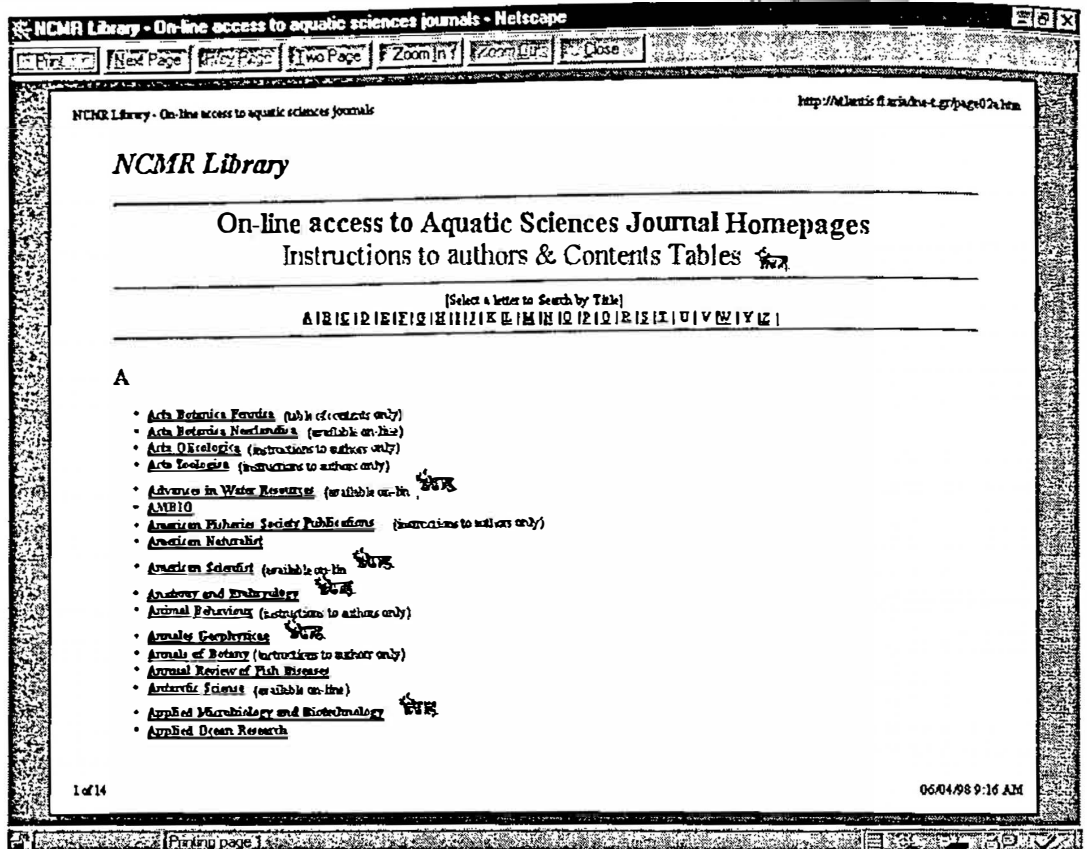 NCMR Library - On-line access to aquatic sciences journals - Netscape
Print Next Page Prev Page Two Page Zoom In Zoom Out Close
NCMR Library - On-line access to aquatic sciences journals
NCMR Library
On-line access to Aquatic Sciences Journal Homepages
Instructions to authors & Contents Tables
[Select a letter to Search by Title]
A | B | C | D | E | F | G | H | I | J | K | L | M | N | O | P | Q | R | S | T | U | V | W | Y | Z |
A
• Acta Botanica Fennica (table of contents only)
• Acta Botanica Neerlandica (available on-line)
• Acta OEcologica (instructions to authors only)
• Acta Zoologica (instructions to authors only)
• Advances in Water Resources (available on-lin
• AMBIO
• American Fisheries Society Publications (instructions to authors only)
• American Naturalist
• American Scientist (available on-lin
• Anatomy and Embryology
• Animal Behaviour (instructions to authors only)
• Annales Geophysicae
• Annals of Botany (instructions to authors only)
• Annual Review of Fish Diseases
• Antarctic Science (available on-line)
• Applied Microbiology and Biotechnology
• Applied Ocean Research
1 of 14
06/04/98 9:16 AM
Printing page 1